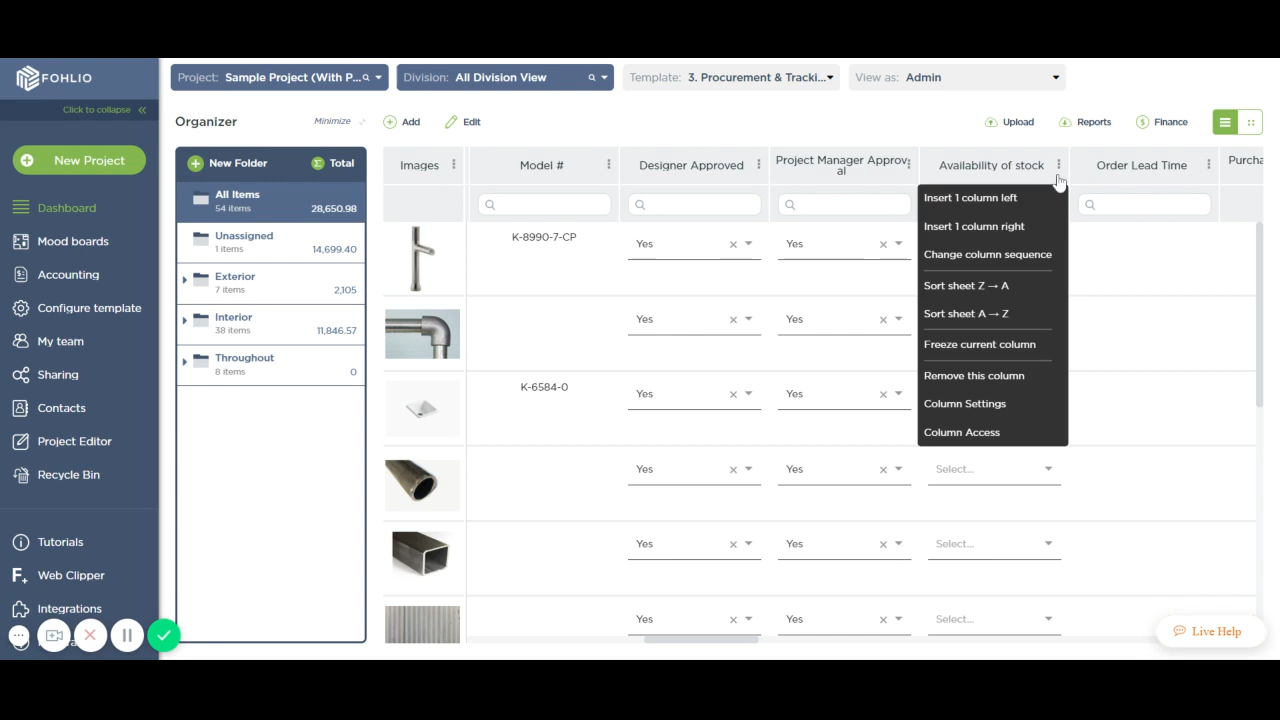 FOHLIO
Project: Sample Project (With P...
Division: All Division View
Template: 3. Procurement & Tracki...
View as: Admin
Click to collapse
New Project
Dashboard
Mood boards
Accounting
Configure template
My team
Sharing
Contacts
Project Editor
Recycle Bin
Tutorials
Web Clipper
Integrations
Organizer
Minimize
Add
Edit
Upload
Reports
Finance
New Folder
Total
All Items
54 items
28,650.98
Unassigned
1 items
14,699.40
Exterior
7 items
2,105
Interior
38 items
11,846.57
Throughout
8 items
0
Images
Model #
Designer Approved
Project Manager Approv
al
Availability of stock
Order Lead Time
Purcha
K-8990-7-CP
Yes
Yes
Yes
Yes
K-6584-0
Yes
Yes
Yes
Yes
Select...
Yes
Yes
Select...
Yes
Yes
Select...
Insert 1 column left
Insert 1 column right
Change column sequence
Sort sheet Z → A
Sort sheet A → Z
Freeze current column
Remove this column
Column Settings
Column Access
Live Help